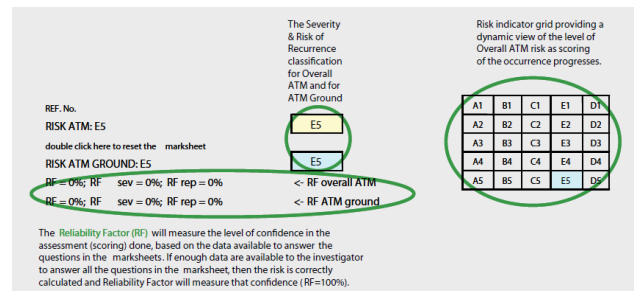 The Severity
& Risk of
Recurrence
classification
for Overall
ATM and for
ATM Ground
Risk indicator grid providing a
dynamic view of the level of
Overall ATM risk as scoring
of the occurrence progresses.
REF. No.
RISK ATM: E5
E5
double click here to reset the marksheet
RISK ATM GROUND: E5
E5
RF = 0%; RF sev = 0%; RF rep = 0% <- RF overall ATM
RF = 0%; RF sev = 0%; RF rep = 0% <- RF ATM ground
A1 B1 C1 E1 D1
A2 B2 C2 E2 D2
A3 B3 C3 E3 D3
A4 B4 C4 E4 D4
A5 B5 C5 E5 D5
The Reliability Factor (RF) will measure the level of confidence in the
assessment (scoring) done, based on the data available to answer the
questions in the marksheets. If enough data are available to the investigator
to answer all the questions in the marksheet, then the risk is correctly
calculated and Reliability Factor will measure that confidence (RF=100%).